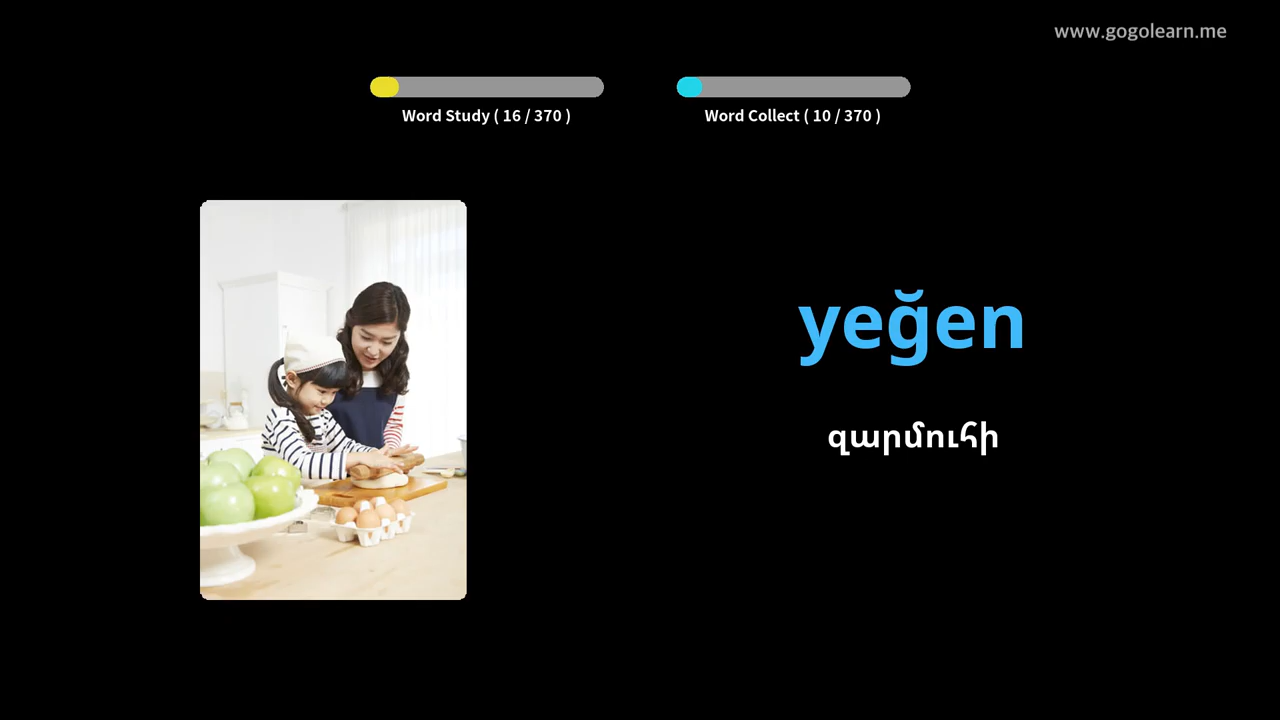 www.gogolearn.me
Word Study ( 16 / 370 )
Word Collect ( 10 / 370 )
yeğen
զարմուհի